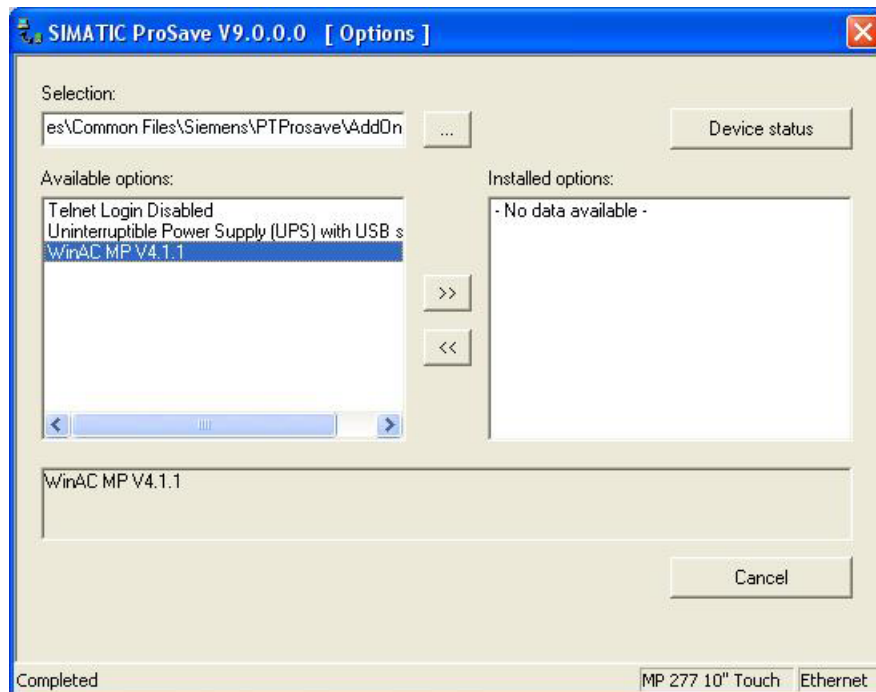 SIMATIC ProSave V9.0.0.0 [ Options ]
Selection:
es\Common Files\Siemens\PTProsave\AddOn
...
Device status
Available options:
Installed options:
Telnet Login Disabled
Uninterruptible Power Supply (UPS) with USB s
WinAC MP V4.1.1
- No data available -
>>
<<
WinAC MP V4.1.1
Cancel
Completed
MP 277 10" Touch
Ethernet